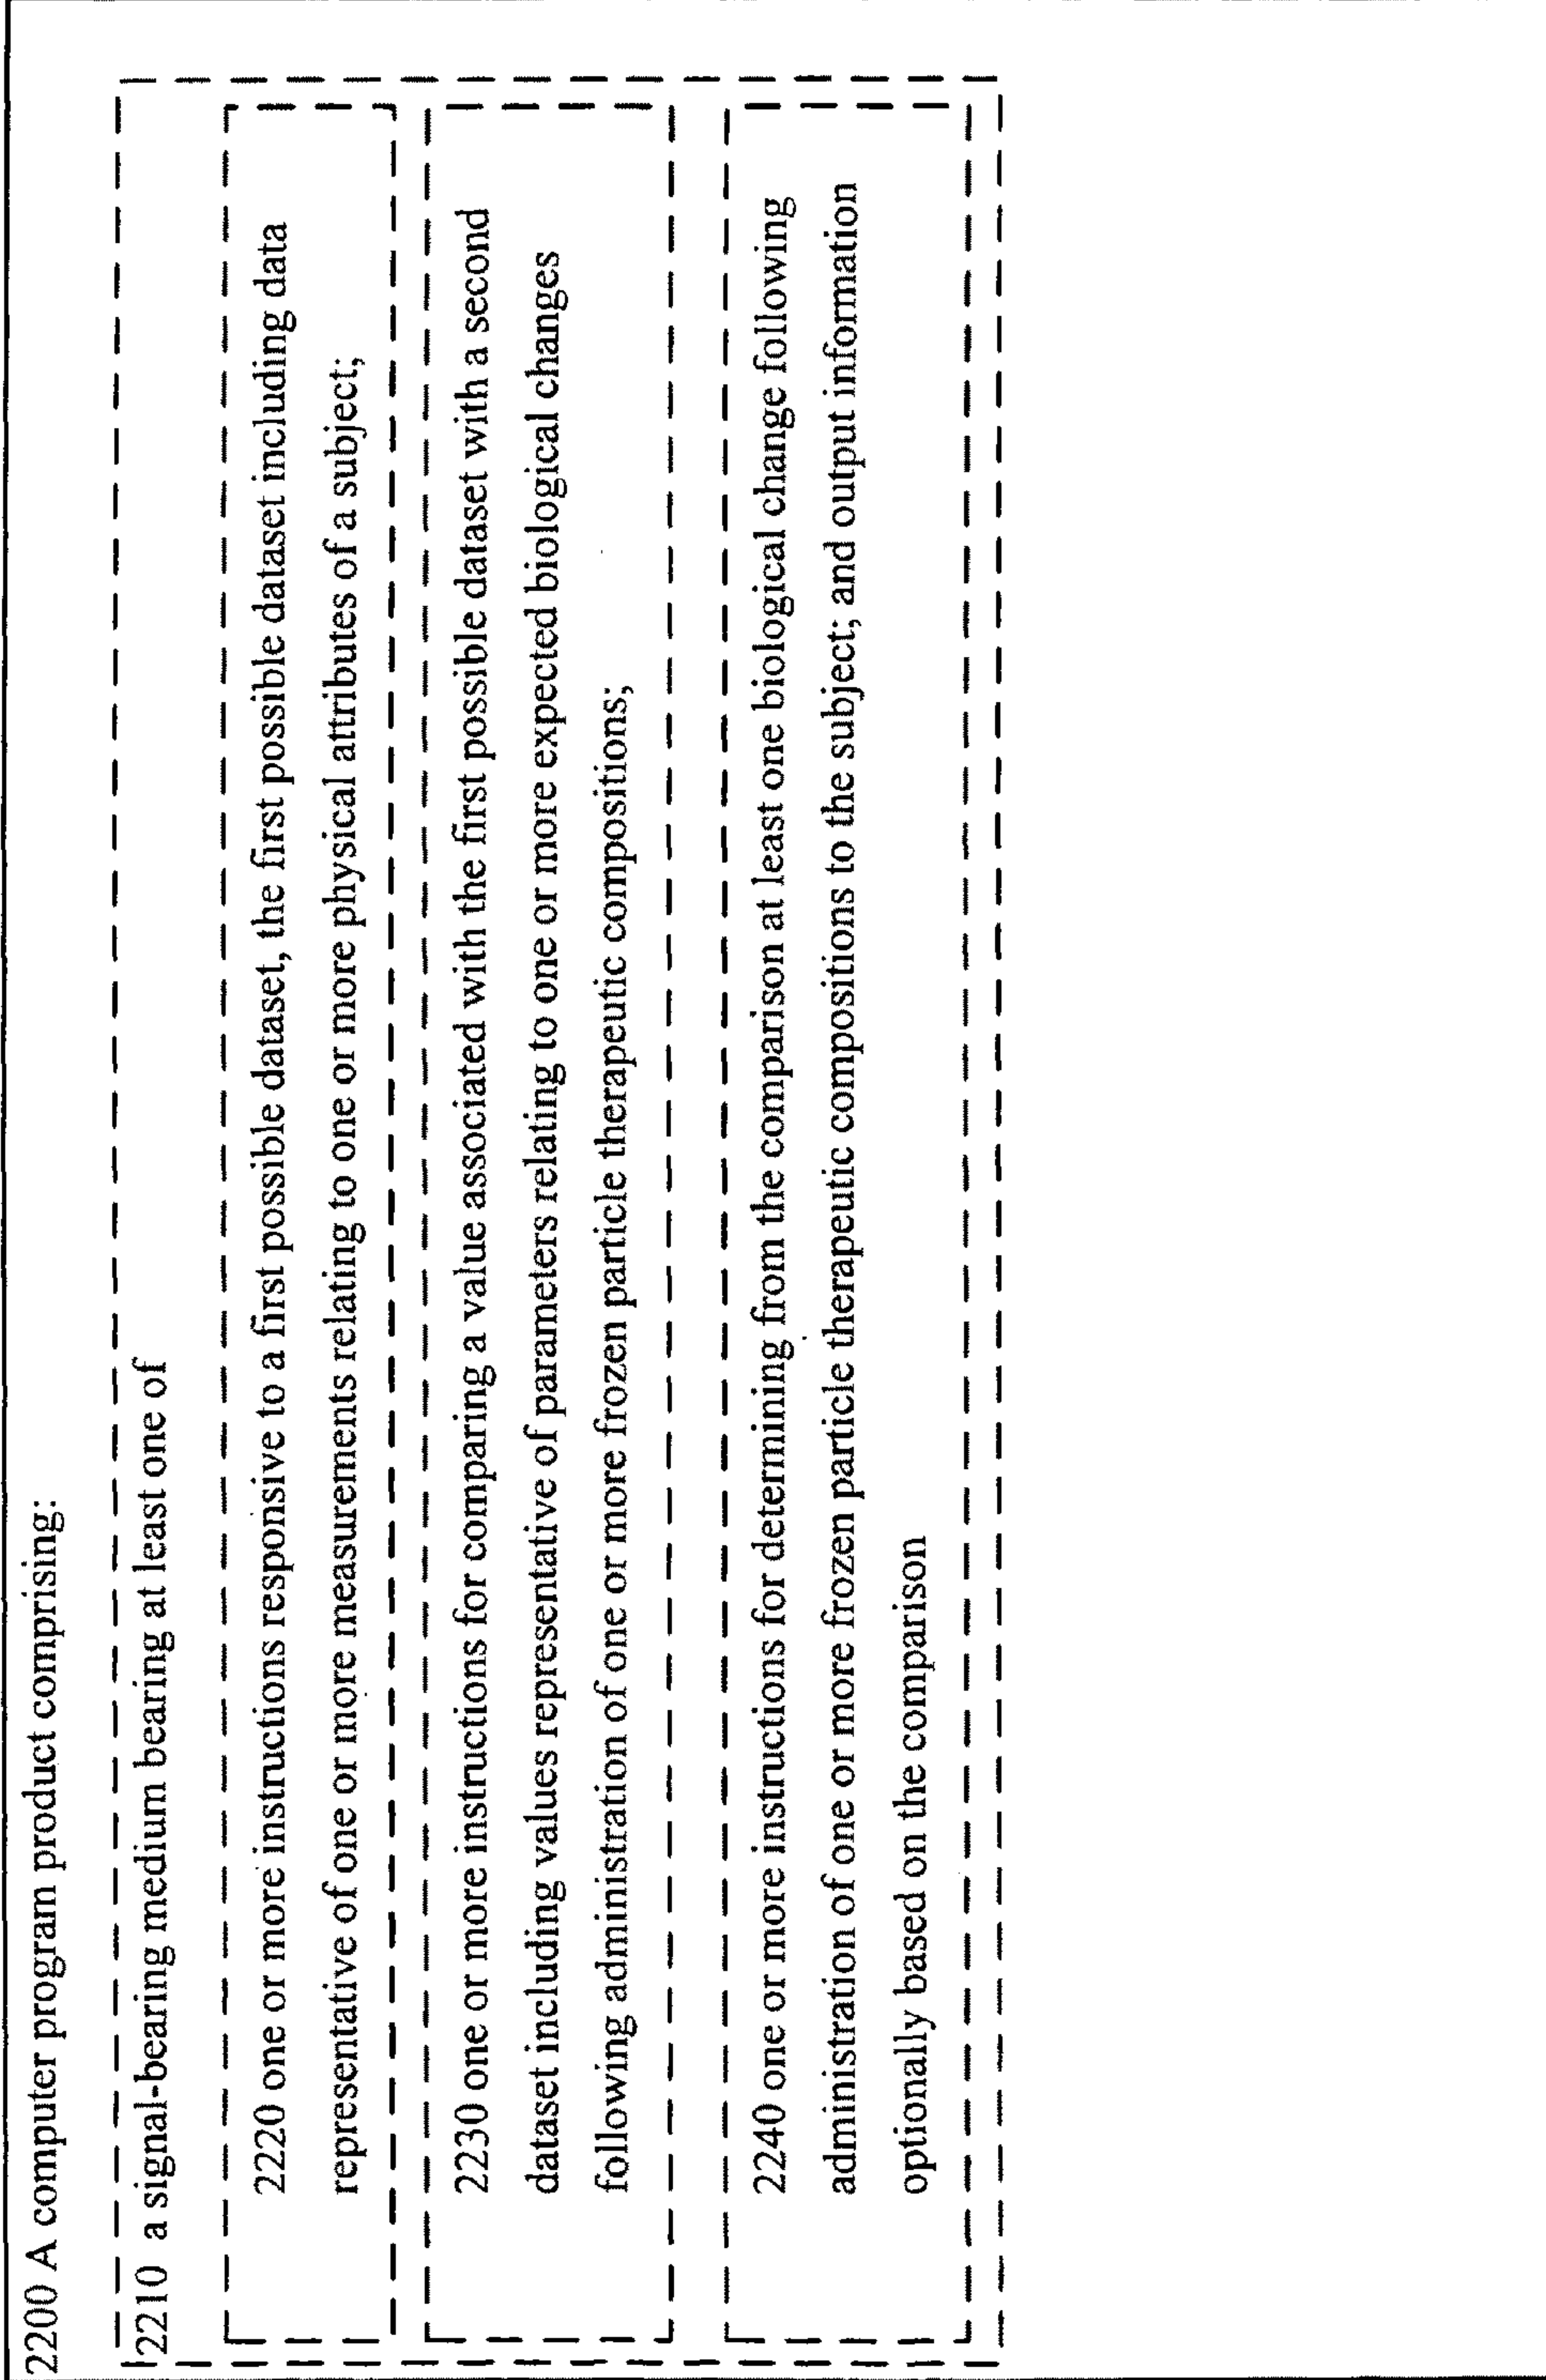 2200 A computer program product comprising:
2210 a signal-bearing medium bearing at least one of
2220 one or more instructions responsive to a first possible dataset, the first possible dataset including data
representative of one or more measurements relating to one or more physical attributes of a subject;
2230 one or more instructions for comparing a value associated with the first possible dataset with a second
dataset including values representative of parameters relating to one or more expected biological changes
following administration of one or more frozen particle therapeutic compositions;
2240 one or more instructions for determining from the comparison at least one biological change following
administration of one or more frozen particle therapeutic compositions to the subject; and output information
optionally based on the comparison